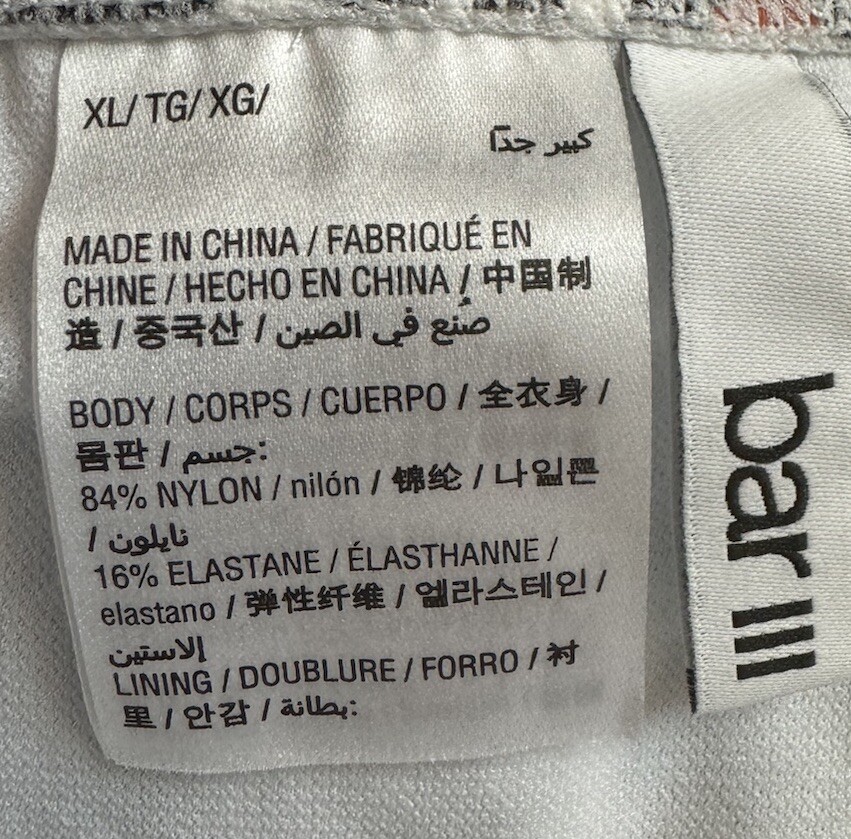 XL/ TG/ XG/
كبير جدًا
MADE IN CHINA / FABRIQUÉ EN
CHINE / HECHO EN CHINA / 中国制
造 / 중국산 / صُنع في الصين
BODY / CORPS / CUERPO / 全衣身 /
몸판 / جسم:
84% NYLON / nilón / 锦纶 / 나일론
/ نايلون
16% ELASTANE / ÉLASTHANNE /
elastano / 弹性纤维 / 엘라스테인 /
إلاستين
LINING / DOUBLURE / FORRO / 衬
里 / 안감 / بطانة:
bar III